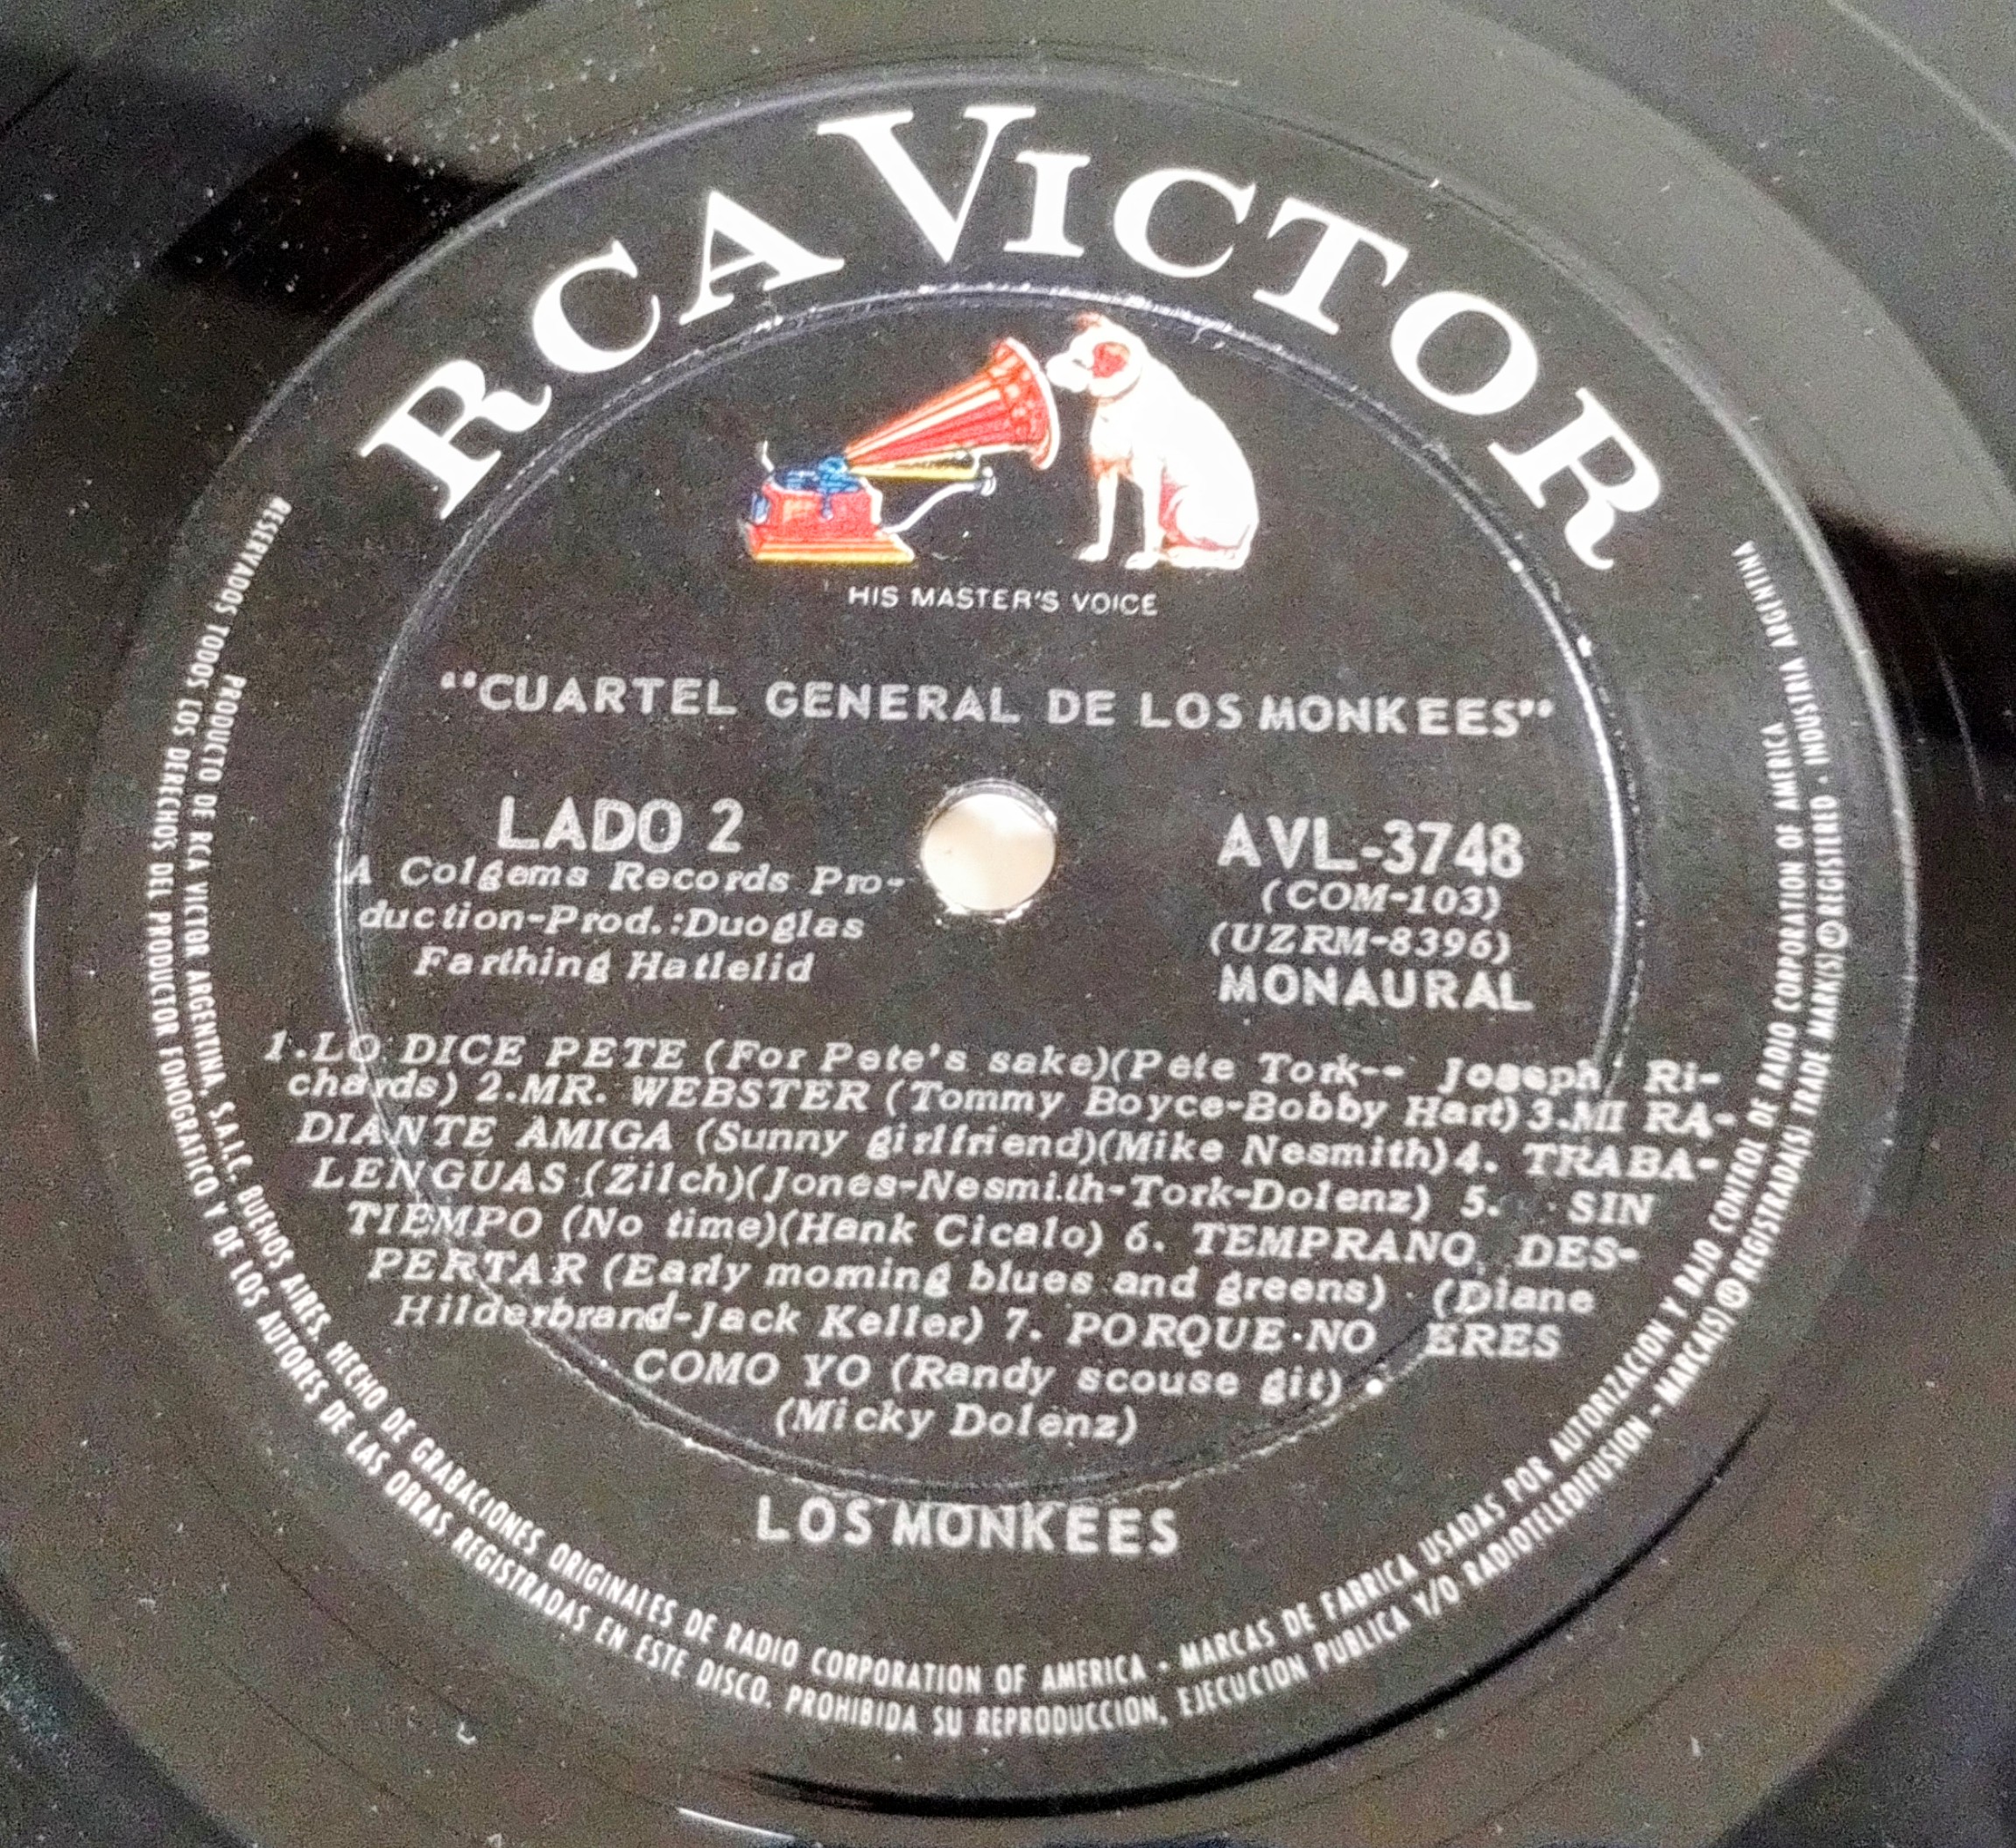 RCA VICTOR
HIS MASTER'S VOICE
"CUARTEL GENERAL DE LOS MONKEES"
LADO 2
A Colgems Records Pro-
duction-Prod.:Duoglas
Farthing Hatlelid
AVL-3748
(COM-103)
(UZRM-8396)
MONAURAL
1.LO DICE PETE (For Pete's sake)(Pete Tork-- Joseph Ri-
chards) 2.MR. WEBSTER (Tommy Boyce-Bobby Hart) 3.MI RA-
DIANTE AMIGA (Sunny girlfriend)(Mike Nesmith) 4. TRABA-
LENGUAS (Zilch)(Jones-Nesmith-Tork-Dolenz) 5. SIN
TIEMPO (No time)(Hank Cicalo) 6. TEMPRANO, DES-
PERTAR (Early moming blues and greens) (Diane
Hilderbrand-Jack Keller) 7. PORQUE NO ERES
COMO YO (Randy scouse git)
(Micky Dolenz)
LOS MONKEES
PRODUCTO DE RCA VICTOR ARGENTINA, S.A.I.C. BUENOS AIRES. HECHO DE GRABACIONES ORIGINALES DE RADIO CORPORATION OF AMERICA - MARCAS DE FABRICA USADAS POR AUTORIZACION Y BAJO CONTROL DE RADIO CORPORATION OF AMERICA
RESERVADOS TODOS LOS DERECHOS DEL PRODUCTOR FONOGRAFICO Y DE LOS AUTORES DE LAS OBRAS REGISTRADAS EN ESTE DISCO. PROHIBIDA SU REPRODUCCION, EJECUCION PUBLICA Y/O RADIOTELEDIFUSION - MARCA(S) REGISTRADA(S) TRADE MARK(S) REGISTERED - INDUSTRIA ARGENTINA